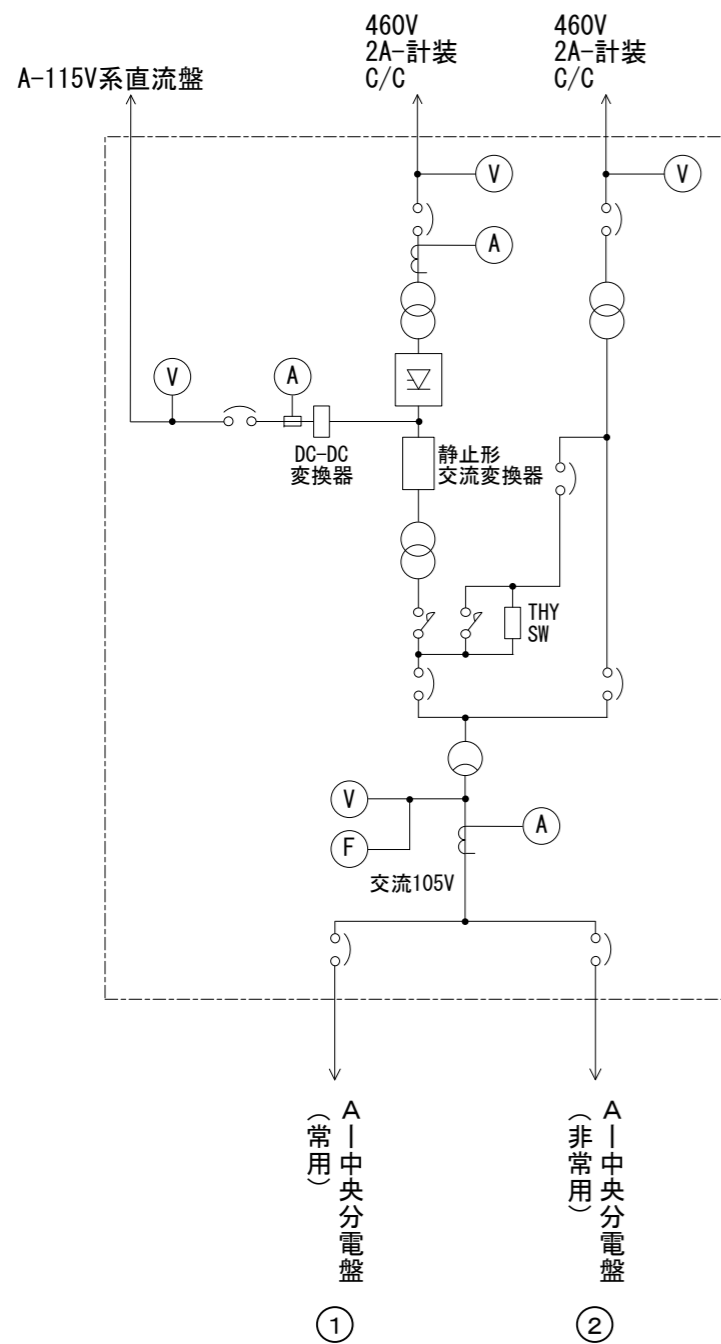 460V
2A-計装
C/C
460V
2A-計装
C/C
A-115V系直流盤
V
V
A
V
A
DC-DC
変換器
静止形
交流変換器
THY
SW
V
A
F
交流105V
A-中央分電盤
(常用)
A-中央分電盤
(非常用)
①
②